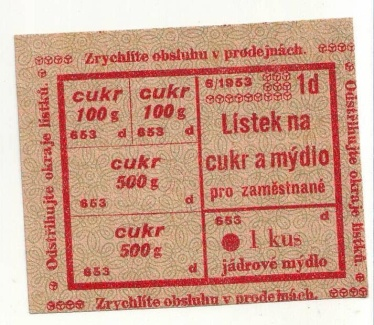 Zrychlíte obsluhu v prodejnách.
Odstřihujte okraje lístků.
cukr
100 g
653 d
cukr
100 g
653 d
cukr
500 g
653 d
cukr
500 g
653 d
6/1953 1d
Lístek na
cukr a mýdlo
pro zaměstnané
653 d
1 kus
jádrové mýdlo
Odstřihujte okraje lístků.
Zrychlíte obsluhu v prodejnách.